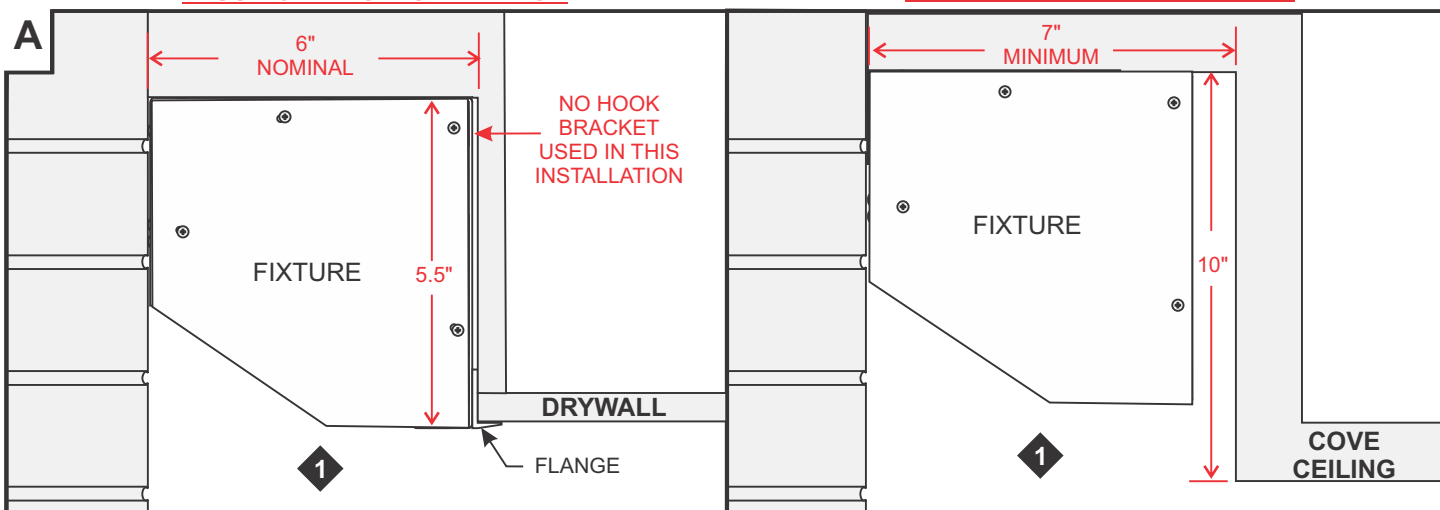 A
6"
NOMINAL
NO HOOK
BRACKET
USED IN THIS
INSTALLATION
FIXTURE
5.5"
DRYWALL
FLANGE
1
7"
MINIMUM
FIXTURE
10"
COVE
CEILING
1